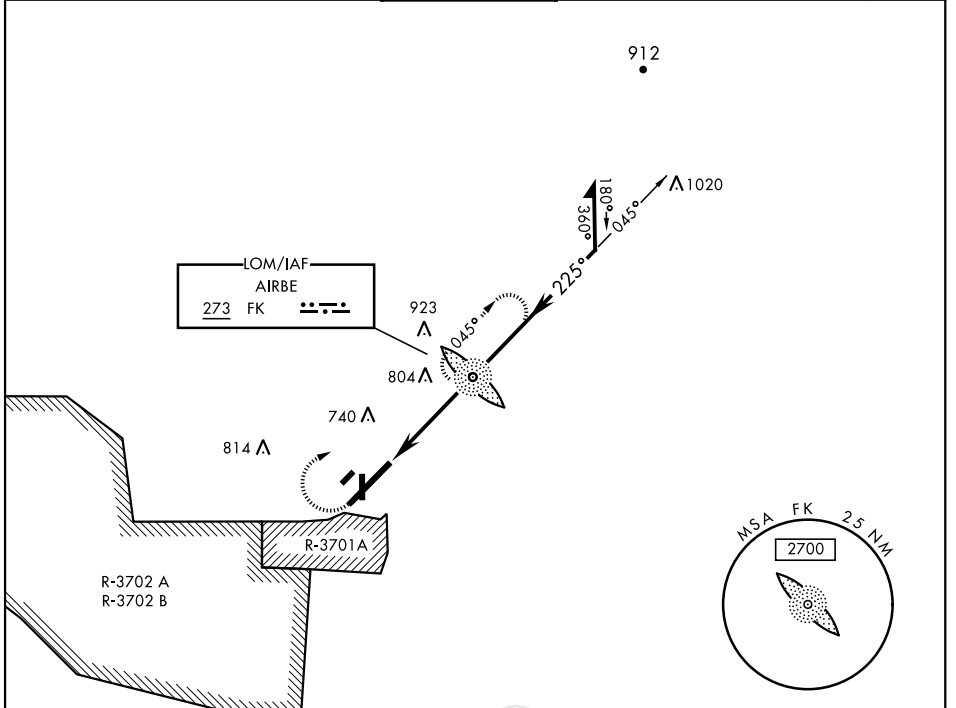 912
1020
180°
360°
045°
225°
LOM/IAF
AIRBE
273 FK
923
045°
804
740
814
R-3701A
R-3702 A
R-3702 B
MSA FK 25 NM
2700